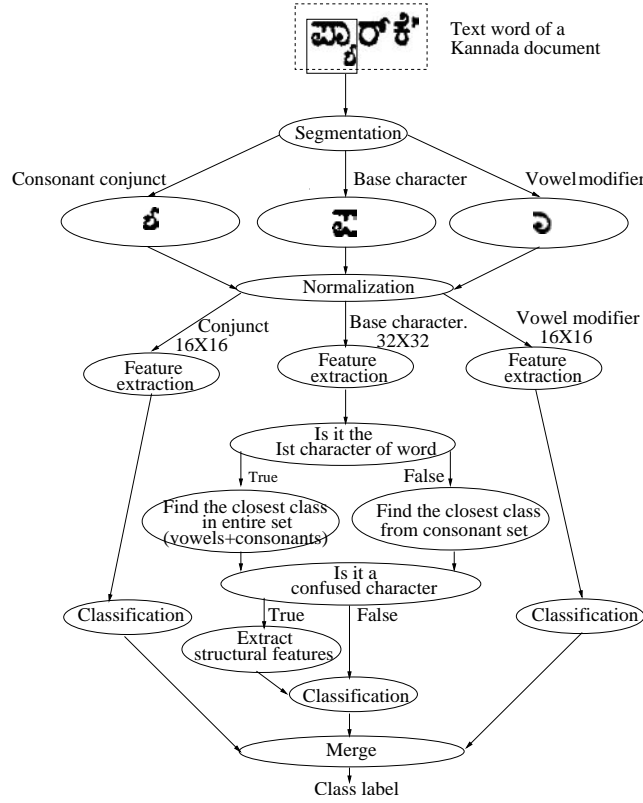 Text word of a
Kannada document
Segmentation
Consonant conjunct
Base character
Vowel modifier
Normalization
Conjunct
16X16
Base character.
32X32
Vowel modifier
16X16
Feature
extraction
Feature
extraction
Feature
extraction
Is it the
Ist character of word
True
False
Find the closest class
in entire set
(vowels+consonants)
Find the closest class
from consonant set
Is it a
confused character
True
False
Classification
Extract
structural features
Classification
Classification
Merge
Class label